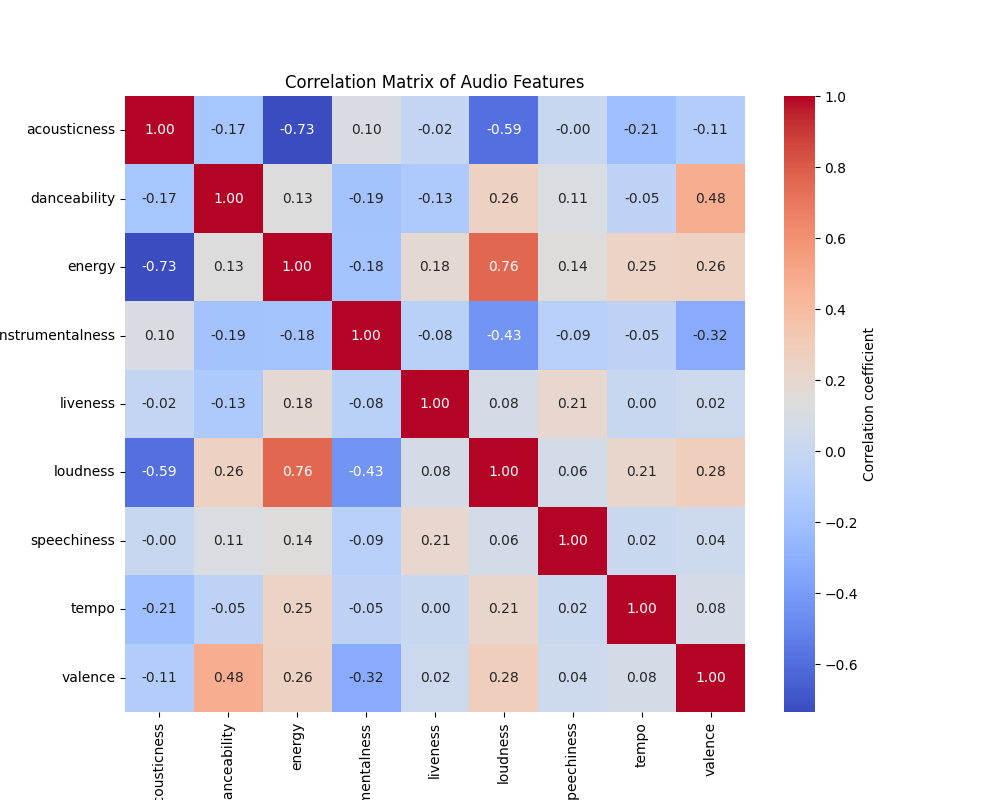 Correlation Matrix of Audio Features
acousticness 1.00 -0.17 -0.73 0.10 -0.02 -0.59 -0.00 -0.21 -0.11
danceability -0.17 1.00 0.13 -0.19 -0.13 0.26 0.11 -0.05 0.48
energy -0.73 0.13 1.00 -0.18 0.18 0.76 0.14 0.25 0.26
nstrumentalness 0.10 -0.19 -0.18 1.00 -0.08 -0.43 -0.09 -0.05 -0.32
liveness -0.02 -0.13 0.18 -0.08 1.00 0.08 0.21 0.00 0.02
loudness -0.59 0.26 0.76 -0.43 0.08 1.00 0.06 0.21 0.28
speechiness -0.00 0.11 0.14 -0.09 0.21 0.06 1.00 0.02 0.04
tempo -0.21 -0.05 0.25 -0.05 0.00 0.21 0.02 1.00 0.08
valence -0.11 0.48 0.26 -0.32 0.02 0.28 0.04 0.08 1.00
cousticness
anceability
energy
mentalness
liveness
loudness
peechiness
tempo
valence
1.0
0.8
0.6
0.4
0.2
0.0
−0.2
−0.4
−0.6
Correlation coefficient